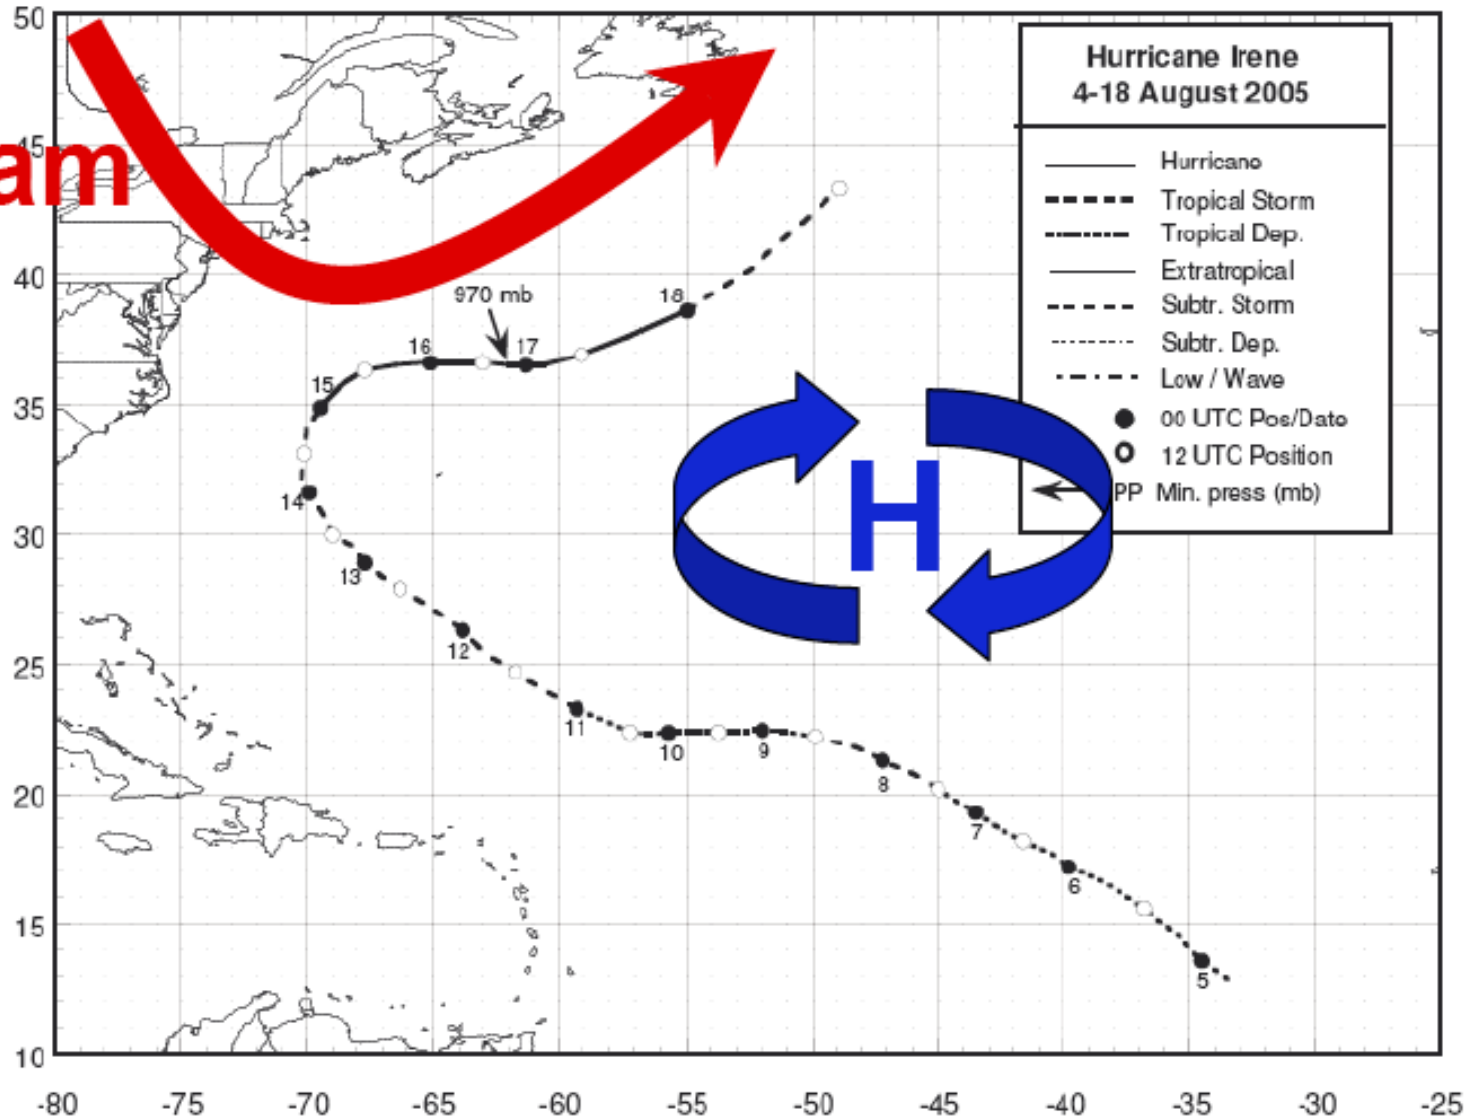 50
45
40
35
30
25
20
15
10
-80 -75 -70 -65 -60 -55 -50 -45 -40 -35 -30 -25
am
Hurricane Irene
4-18 August 2005
Hurricane
Tropical Storm
Tropical Dep.
Extratropical
Subtr. Storm
Subtr. Dep.
Low / Wave
00 UTC Pos/Date
12 UTC Position
PP Min. press (mb)
970 mb
18
17
16
15
14
13
12
11
10
9
8
7
6
5
H